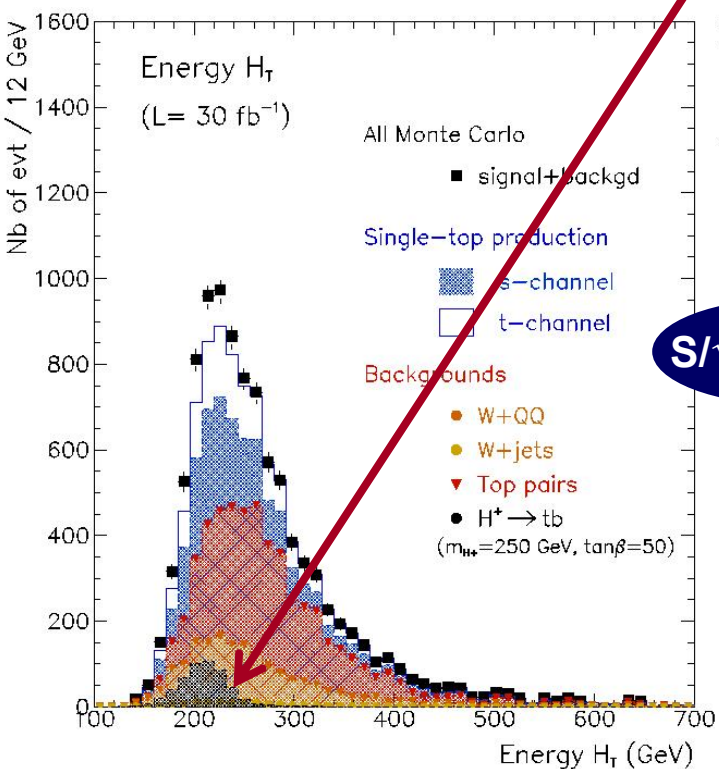 Nb of evt / 12 GeV
1600
1400
1200
1000
800
600
400
200
0
Energy H_T
(L= 30 fb⁻¹)
All Monte Carlo
signal+backgd
Single-top production
s-channel
t-channel
Backgrounds
W+QQ
W+jets
Top pairs
H⁺ → tb
(m_H+=250 GeV, tanβ=50)
S/
100 200 300 400 500 600 700
Energy H_T (GeV)